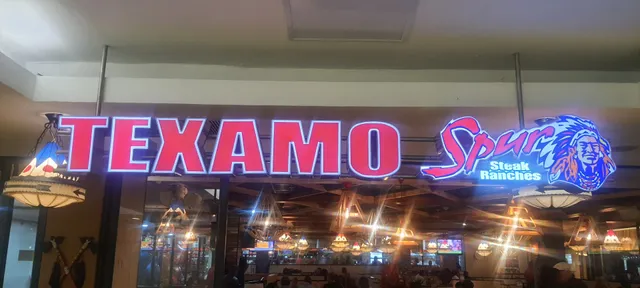 TEXAMO
Spur
Steak
Ranches